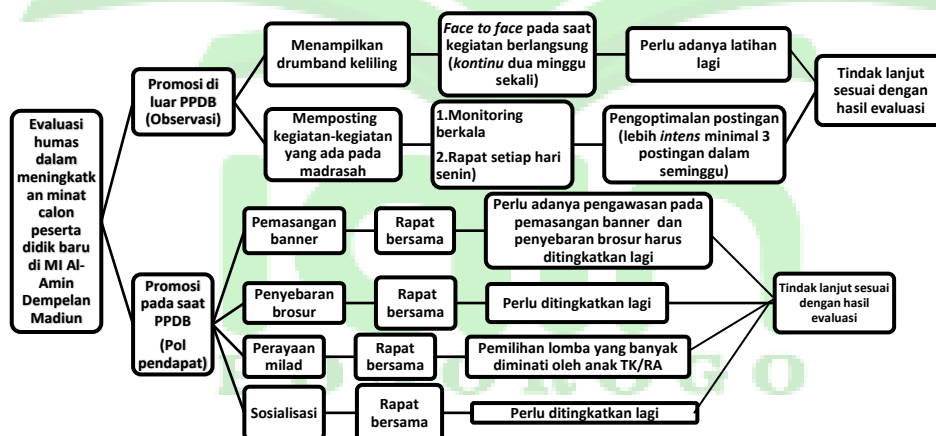 Evaluasi
humas
dalam
meningkatk
an minat
calon
peserta
didik baru
di MI Al-
Amin
Dempelan
Madiun
Promosi di
luar PPDB
(Observasi)
Menampilkan
drumband keliling
Face to face pada saat
kegiatan berlangsung
(kontinu dua minggu
sekali)
Perlu adanya latihan
lagi
Memposting
kegiatan-kegiatan
yang ada pada
madrasah
1.Monitoring
berkala
2.Rapat setiap hari
senin)
Pengoptimalan postingan
(lebih intens minimal 3
postingan dalam
seminggu)
Tindak lanjut
sesuai dengan
hasil evaluasi
Promosi
pada saat
PPDB
(Pol
pendapat)
Pemasangan
banner
Rapat
bersama
Perlu adanya pengawasan pada
pemasangan banner dan
penyebaran brosur harus
ditingkatkan lagi
Penyebaran
brosur
Rapat
bersama
Perlu ditingkatkan lagi
Perayaan
milad
Rapat
bersama
Pemilihan lomba yang banyak
diminati oleh anak TK/RA
Sosialisasi
Rapat
bersama
Perlu ditingkatkan lagi
Tindak lanjut sesuai
dengan hasil
evaluasi